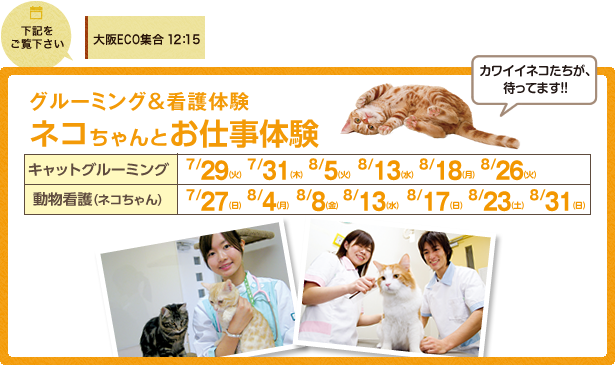 下記を
ご覧下さい
大阪ECO集合 12:15
カワイイネコたちが、
待ってます!!
グルーミング&看護体験
ネコちゃんとお仕事体験
キャットグルーミング 7/29(火) 7/31(木) 8/5(火) 8/13(水) 8/18(月) 8/26(火)
動物看護(ネコちゃん) 7/27(日) 8/4(月) 8/8(金) 8/13(水) 8/17(日) 8/23(土) 8/31(日)